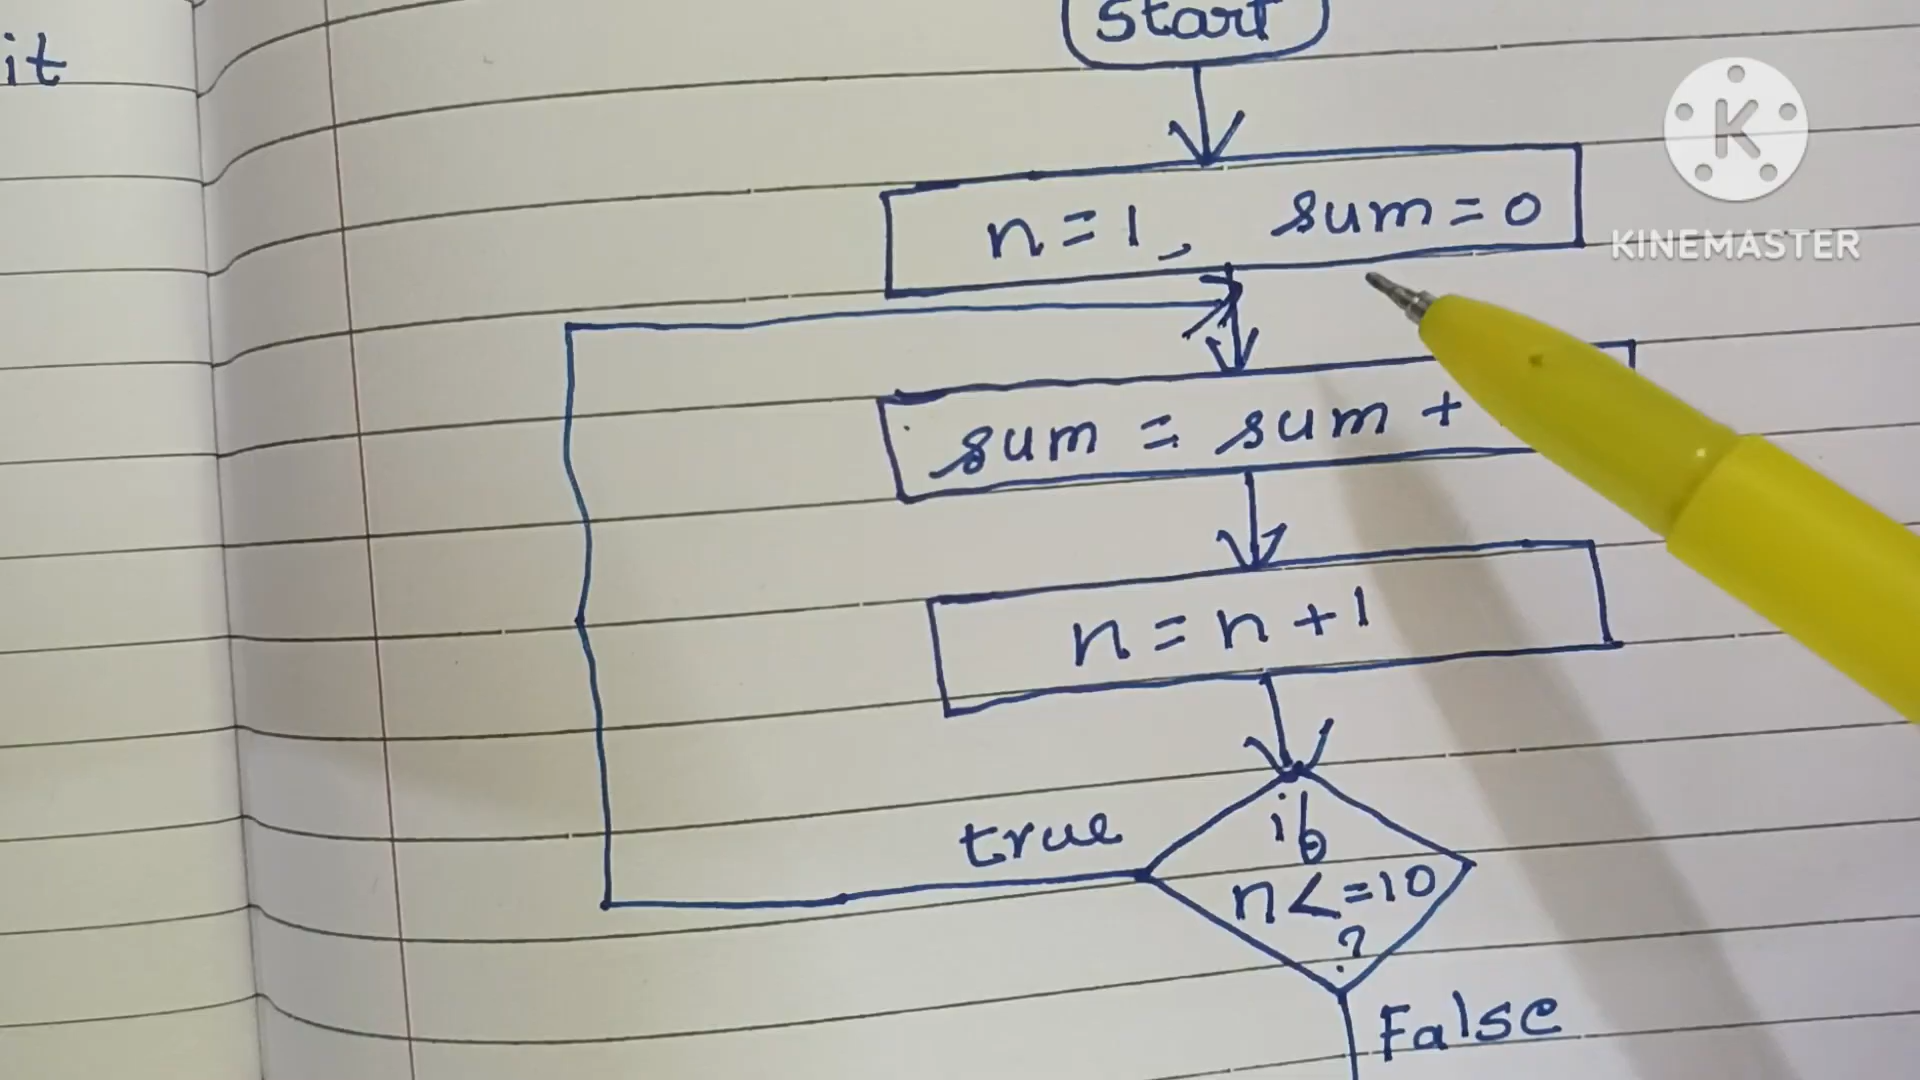 it
Start
n=1, sum=0
K
KINEMASTER
sum = sum +
n=n+1
true
if
n<=10
?
False